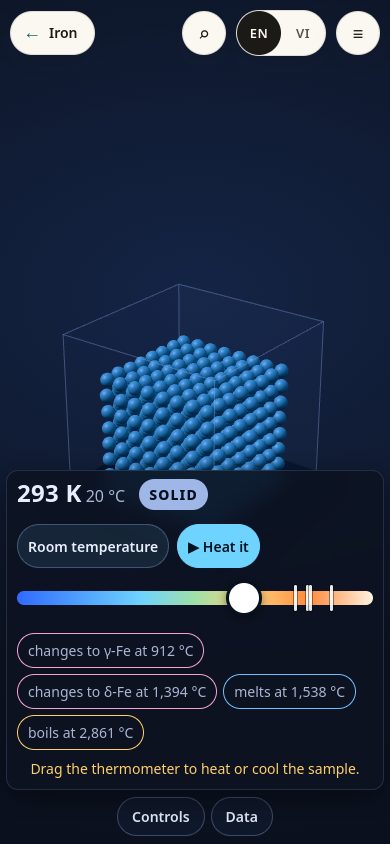 ← Iron
EN VI
293 K 20 °C SOLID
Room temperature ▶ Heat it
changes to γ-Fe at 912 °C
changes to δ-Fe at 1,394 °C melts at 1,538 °C
boils at 2,861 °C
Drag the thermometer to heat or cool the sample.
Controls Data